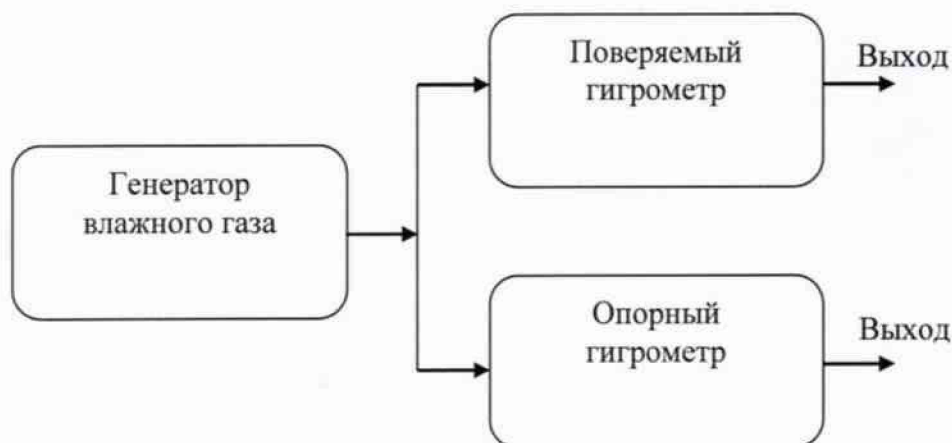 Поверяемый
гигрометр
Выход
Генератор
влажного газа
Опорный
гигрометр
Выход